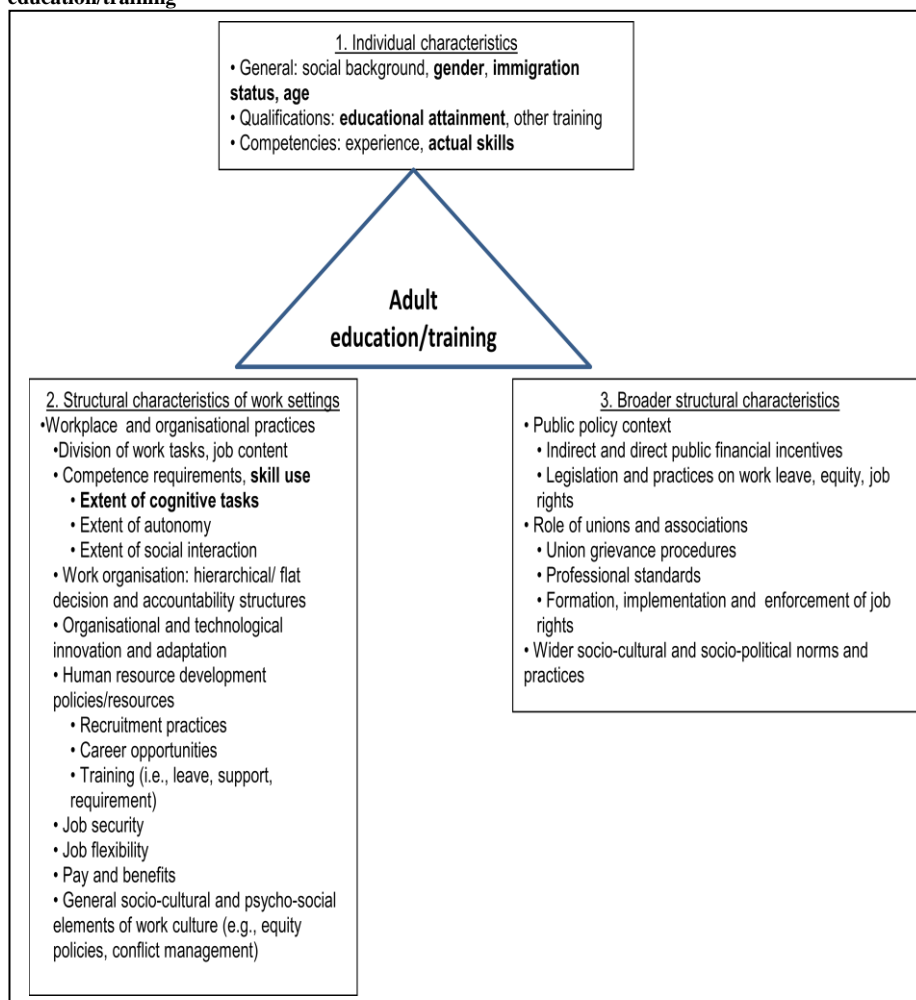 education/training
1. Individual characteristics
• General: social background, gender, immigration
status, age
• Qualifications: educational attainment, other training
• Competencies: experience, actual skills
Adult
education/training
2. Structural characteristics of work settings
•Workplace and organisational practices
•Division of work tasks, job content
• Competence requirements, skill use
• Extent of cognitive tasks
• Extent of autonomy
• Extent of social interaction
• Work organisation: hierarchical/ flat
decision and accountability structures
• Organisational and technological
innovation and adaptation
• Human resource development
policies/resources
• Recruitment practices
• Career opportunities
• Training (i.e., leave, support,
requirement)
• Job security
• Job flexibility
• Pay and benefits
• General socio-cultural and psycho-social
elements of work culture (e.g., equity
policies, conflict management)
3. Broader structural characteristics
• Public policy context
• Indirect and direct public financial incentives
• Legislation and practices on work leave, equity, job
rights
• Role of unions and associations
• Union grievance procedures
• Professional standards
• Formation, implementation and enforcement of job
rights
• Wider socio-cultural and socio-political norms and
practices